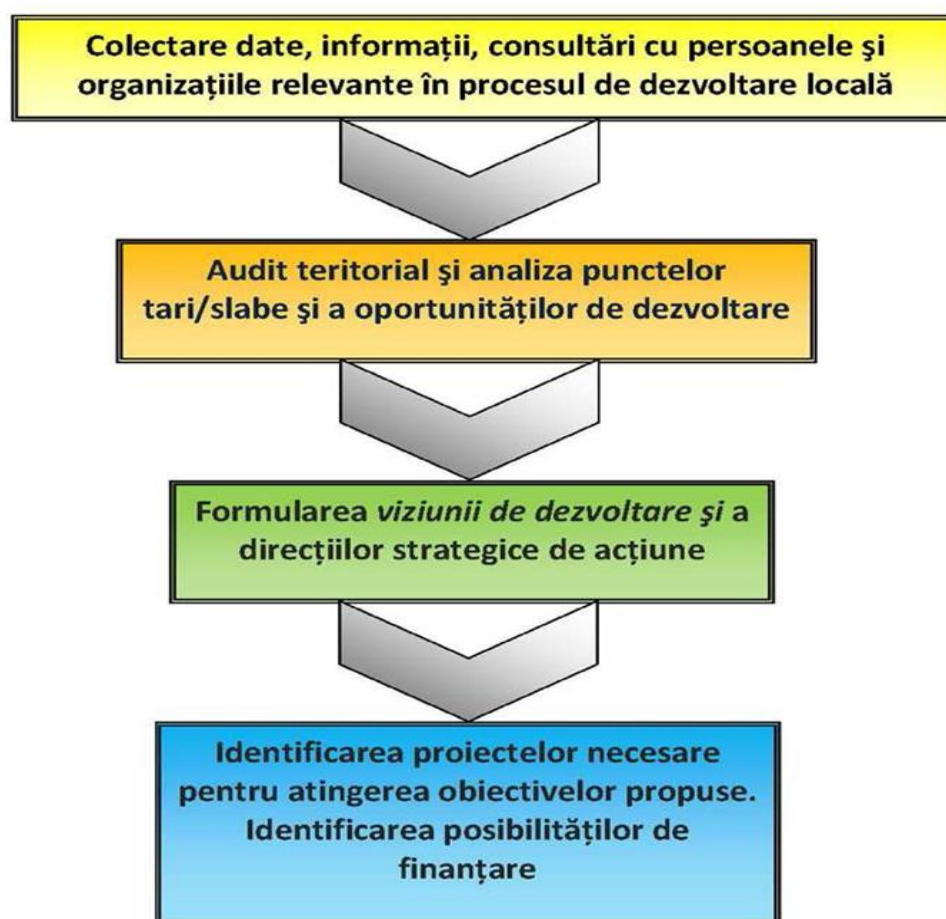 Colectare date, informații, consultări cu persoanele şi
organizațiile relevante în procesul de dezvoltare locală
Audit teritorial şi analiza punctelor
tari/slabe şi a oportunităților de dezvoltare
Formularea viziunii de dezvoltare şi a
direcțiilor strategice de acțiune
Identificarea proiectelor necesare
pentru atingerea obiectivelor propuse.
Identificarea posibilităților de
finanțare